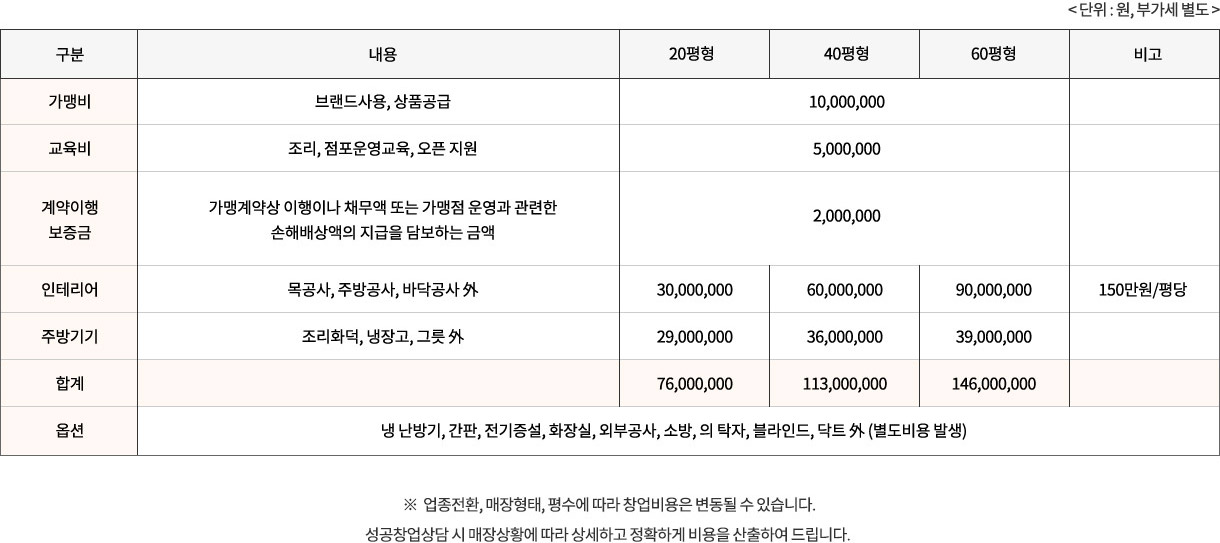 < 단위 : 원, 부가세 별도 >
구분 내용 20평형 40평형 60평형 비고
가맹비 브랜드사용, 상품공급 10,000,000
교육비 조리, 점포운영교육, 오픈 지원 5,000,000
계약이행 보증금 가맹계약상 이행이나 채무액 또는 가맹점 운영과 관련한
손해배상액의 지급을 담보하는 금액 2,000,000
인테리어 목공사, 주방공사, 바닥공사 外 30,000,000 60,000,000 90,000,000 150만원/평당
주방기기 조리화덕, 냉장고, 그릇 外 29,000,000 36,000,000 39,000,000
합계 76,000,000 113,000,000 146,000,000
옵션 냉 난방기, 간판, 전기증설, 화장실, 외부공사, 소방, 의 탁자, 블라인드, 닥트 外 (별도비용 발생)
※ 업종전환, 매장형태, 평수에 따라 창업비용은 변동될 수 있습니다.
성공창업상담 시 매장상황에 따라 상세하고 정확하게 비용을 산출하여 드립니다.